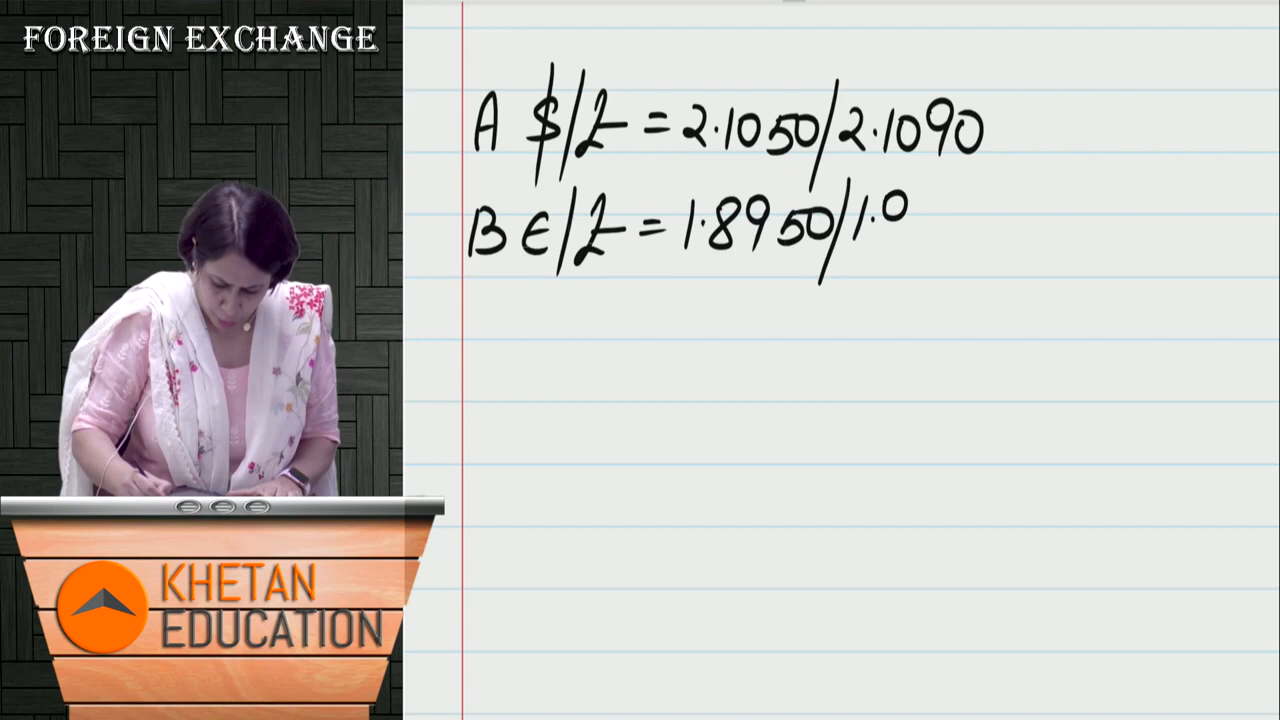 FOREIGN EXCHANGE
A $/£ = 2.1050/2.1090
B €/£ = 1.8950/1.0
KHETAN
EDUCATION